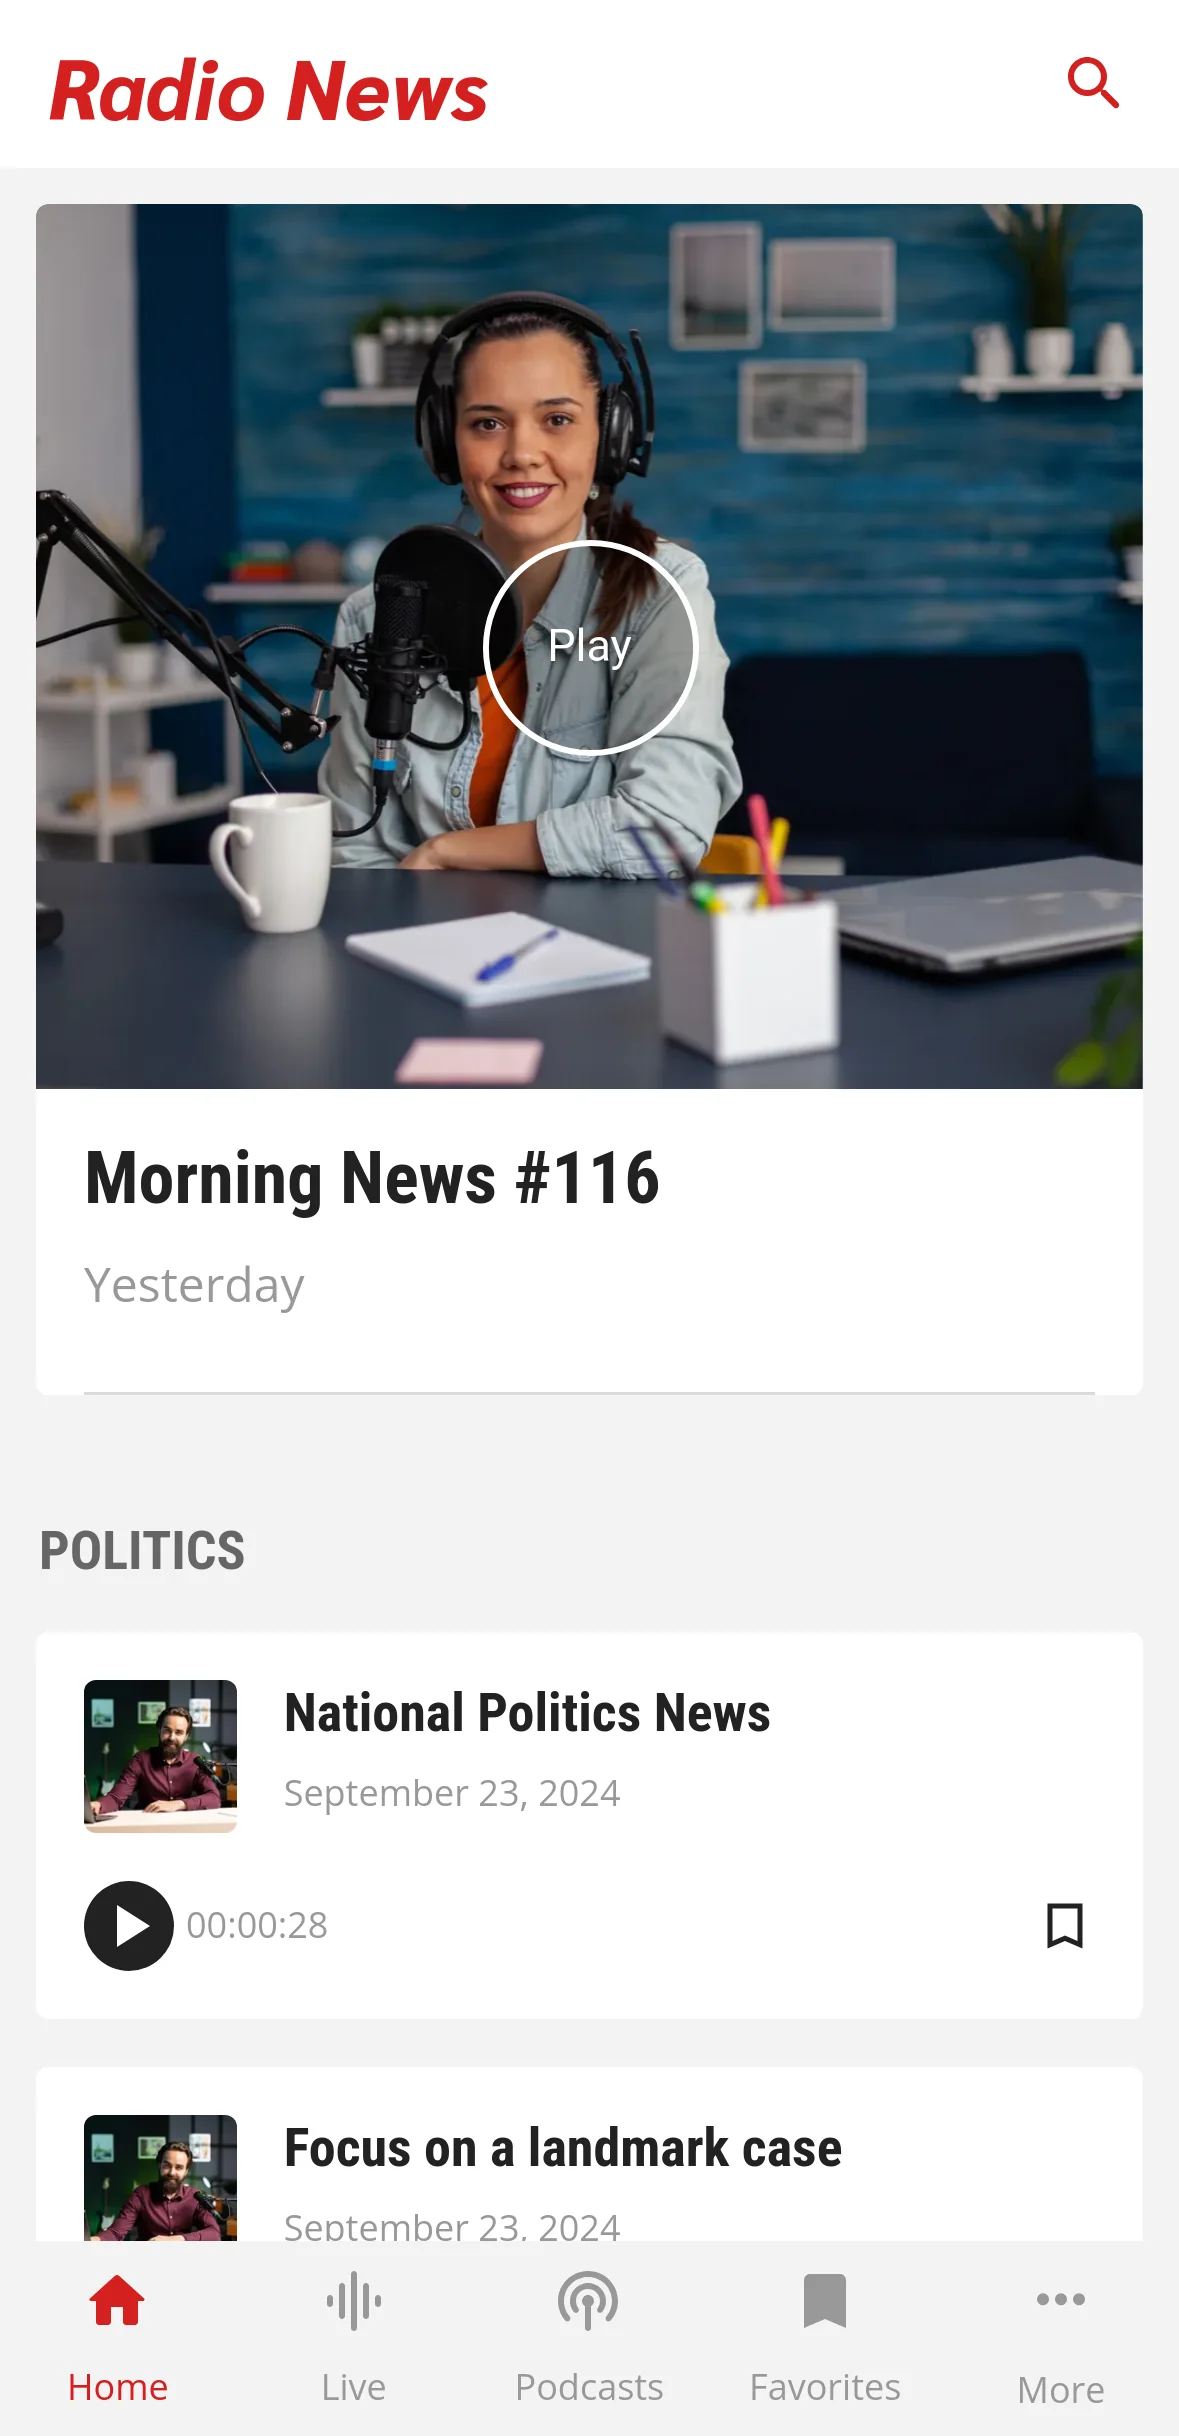 Radio News
Play
Morning News #116
Yesterday
POLITICS
National Politics News
September 23, 2024
00:00:28
Focus on a landmark case
September 23, 2024
Home
Live
Podcasts
Favorites
More